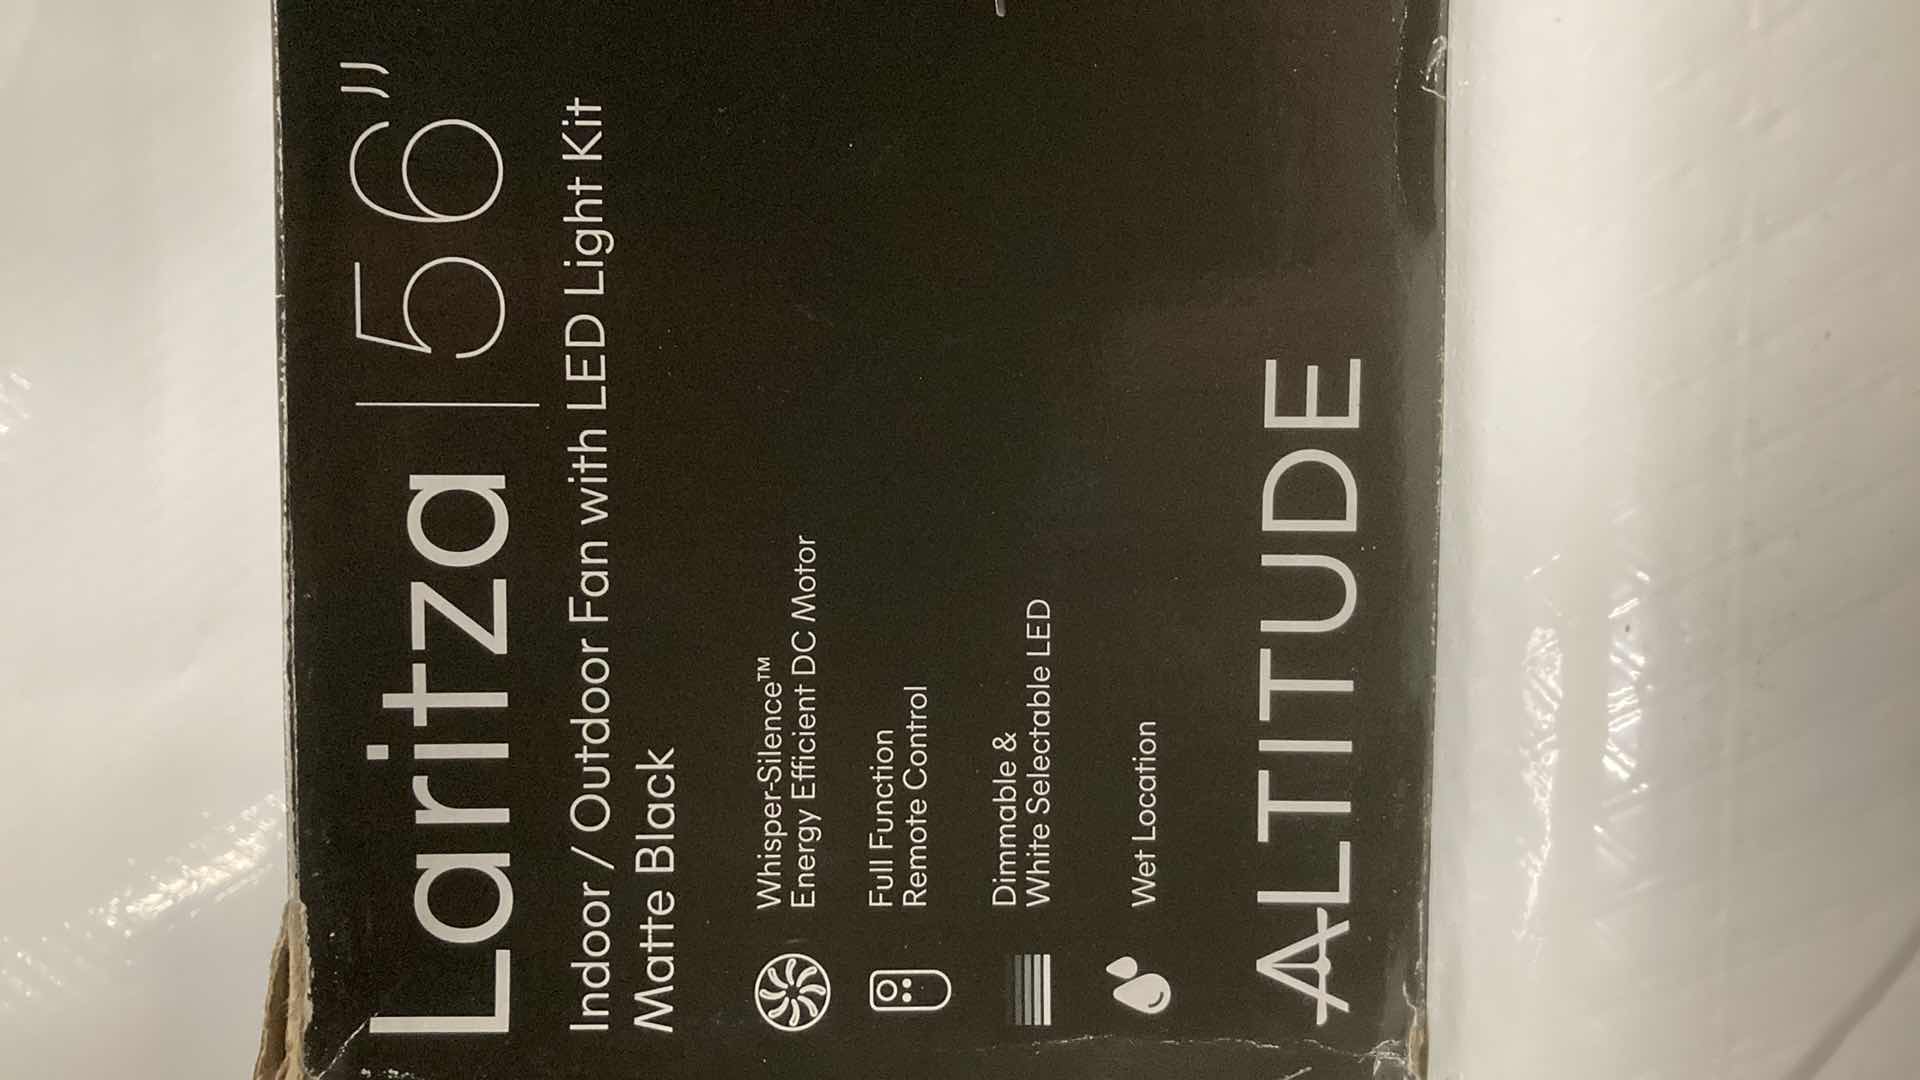 Laritza | 56”
Indoor / Outdoor Fan with LED Light Kit
Matte Black
Whisper-Silence™
Energy Efficient DC Motor
Full Function
Remote Control
Dimmable &
White Selectable LED
Wet Location
ALTITUDE